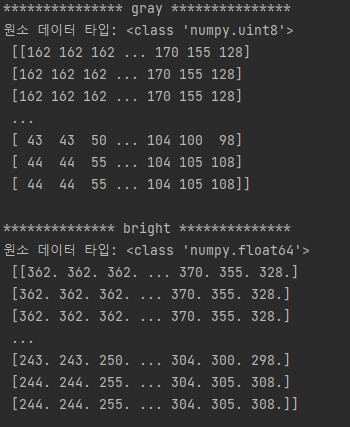 *************** gray ***************
원소 데이터 타입: <class 'numpy.uint8'>
[[162 162 162 ... 170 155 128]
[162 162 162 ... 170 155 128]
[162 162 162 ... 170 155 128]
...
[ 43  43  50 ... 104 100  98]
[ 44  44  55 ... 104 105 108]
[ 44  44  55 ... 104 105 108]]
************** bright **************
원소 데이터 타입: <class 'numpy.float64'>
[[362. 362. 362. ... 370. 355. 328.]
[362. 362. 362. ... 370. 355. 328.]
[362. 362. 362. ... 370. 355. 328.]
...
[243. 243. 250. ... 304. 300. 298.]
[244. 244. 255. ... 304. 305. 308.]
[244. 244. 255. ... 304. 305. 308.]]